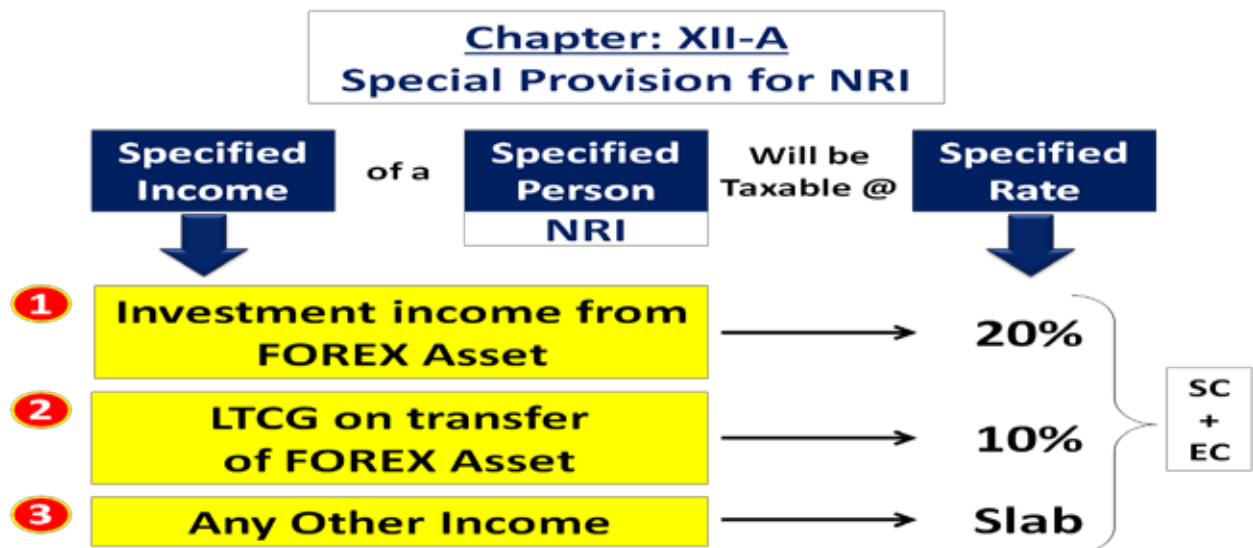 Chapter: XII-A
Special Provision for NRI
Specified
Income
of a
Specified
Person
NRI
Will be
Taxable @
Specified
Rate
1
Investment income from
FOREX Asset
20%
2
LTCG on transfer
of FOREX Asset
10%
3
Any Other Income
Slab
SC
+
EC